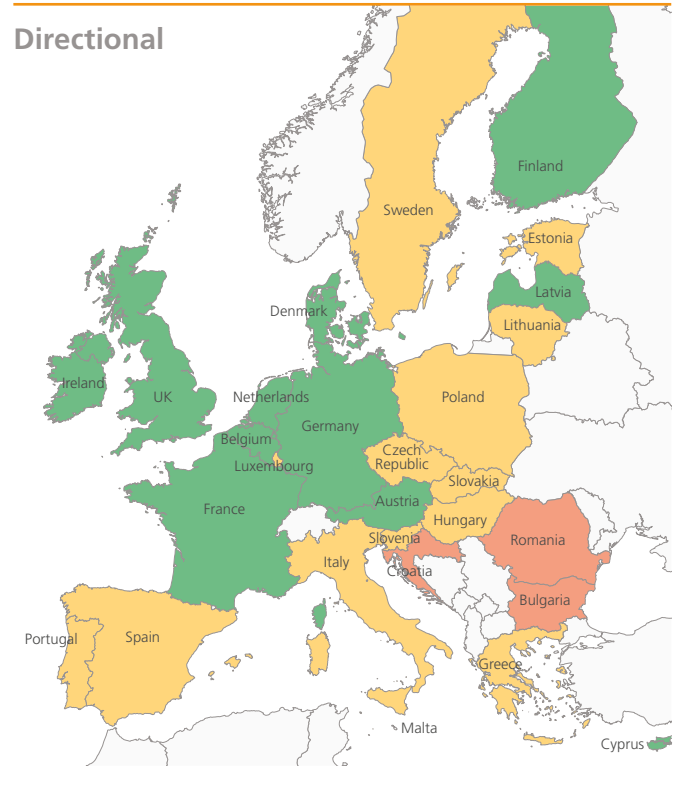 Directional
Finland
Sweden
Estonia
Latvia
Denmark
Lithuania
Ireland
UK
Netherlands
Poland
Germany
Belgium
Czech
Republic
Luxembourg
Slovakia
Austria
France
Hungary
Slovenia
Romania
Italy
Croatia
Bulgaria
Portugal
Spain
Greece
Malta
Cyprus